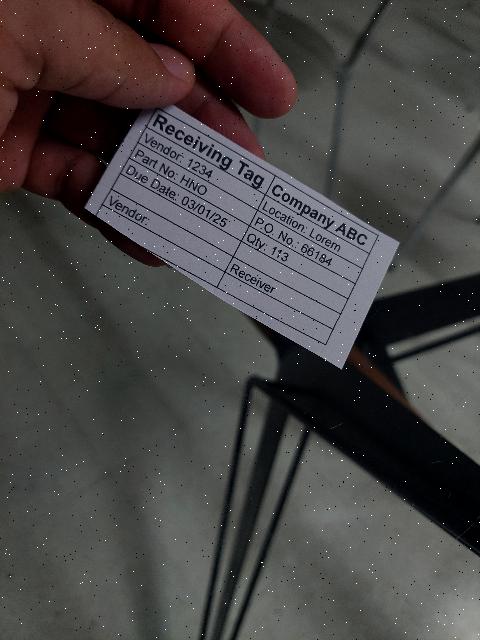 Receiving Tag
Company ABC
Vendor: 1234
Location: Lorem
Part No: HNO
P.O. No.: 66184
Due Date: 03/01/25
Qty: 113
Vendor:
Receiver